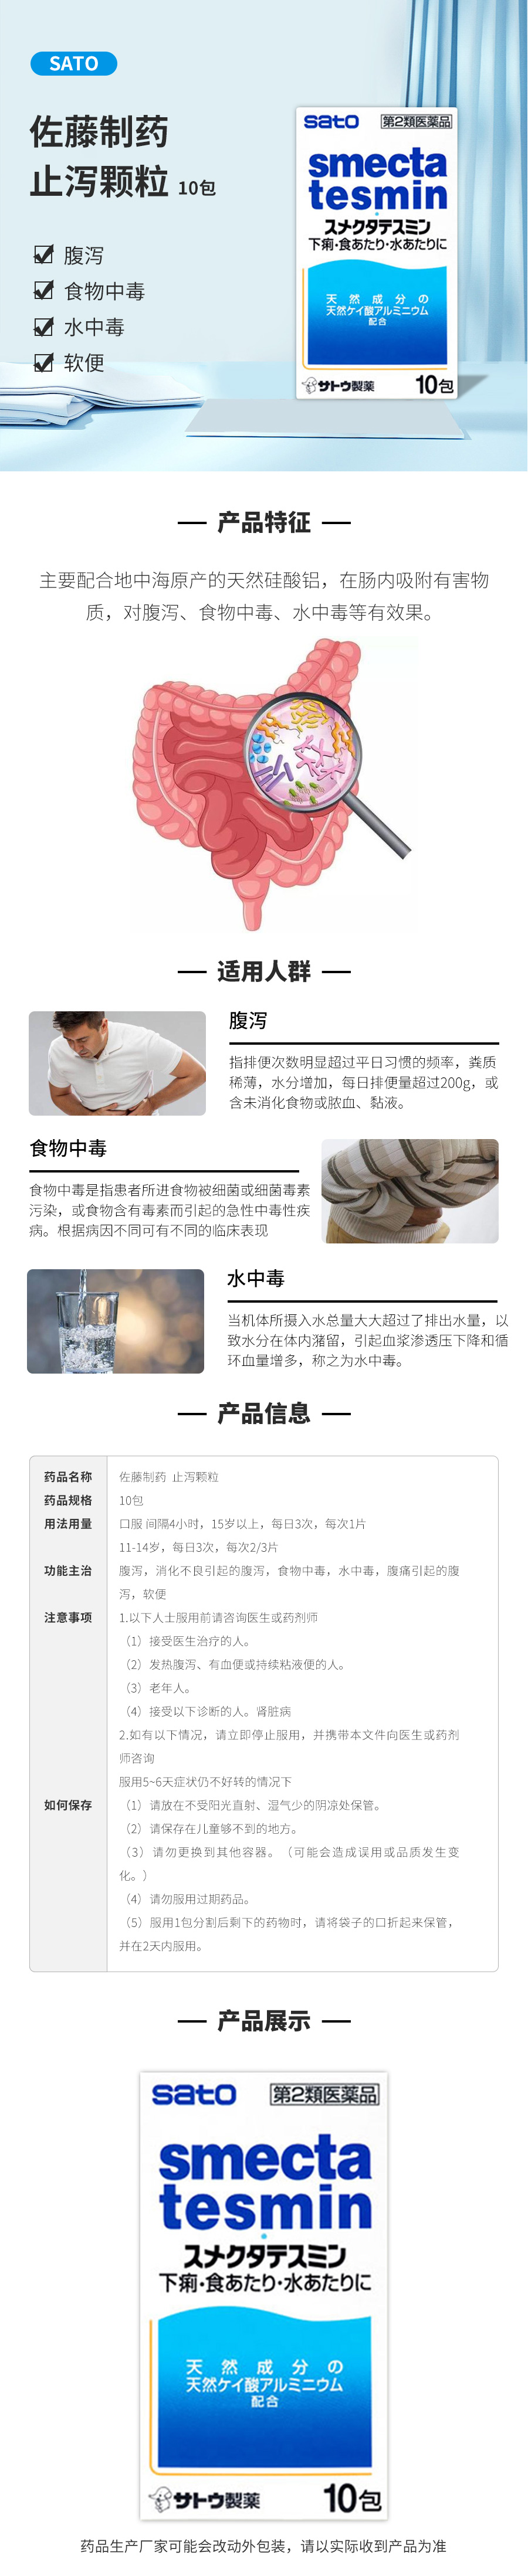 SATO
佐藤制药
止泻颗粒 10包
腹泻
食物中毒
水中毒
软便
sato 第2類医薬品
smecta
tesmin
スメクタテスミン
下痢・食あたり・水あたりに
天然成分の
天然ケイ酸アルミニウム
配合
サトウ製薬 10包
产品特征
主要配合地中海原产的天然硅酸铝，在肠内吸附有害物
质，对腹泻、食物中毒、水中毒等有效果。
适用人群
腹泻
指排便次数明显超过平日习惯的频率，粪质
稀薄，水分增加，每日排便量超过200g，或
含未消化食物或脓血、黏液。
食物中毒
食物中毒是指患者所进食物被细菌或细菌毒素
污染，或食物含有毒素而引起的急性中毒性疾
病。根据病因不同可有不同的临床表现
水中毒
当机体所摄入水总量大大超过了排出水量，以
致水分在体内潴留，引起血浆渗透压下降和循
环血量增多，称之为水中毒。
产品信息
药品名称 佐藤制药 止泻颗粒
药品规格 10包
用法用量 口服 间隔4小时，15岁以上，每日3次，每次1片
11-14岁，每日3次，每次2/3片
功能主治 腹泻，消化不良引起的腹泻，食物中毒，水中毒，腹痛引起的腹
泻，软便
注意事项 1.以下人士服用前请咨询医生或药剂师
（1）接受医生治疗的人。
（2）发热腹泻、有血便或持续粘液便的人。
（3）老年人。
（4）接受以下诊断的人。肾脏病
2.如有以下情况，请立即停止服用，并携带本文件向医生或药剂
师咨询
服用5~6天症状仍不好转的情况下
如何保存 （1）请放在不受阳光直射、湿气少的阴凉处保管。
（2）请保存在儿童够不到的地方。
（3）请勿更换到其他容器。（可能会造成误用或品质发生变
化。）
（4）请勿服用过期药品。
（5）服用1包分割后剩下的药物时，请将袋子的口折起来保管，
并在2天内服用。
产品展示
sato 第2類医薬品
smecta
tesmin
スメクタテスミン
下痢・食あたり・水あたりに
天然成分の
天然ケイ酸アルミニウム
配合
サトウ製薬 10包
药品生产厂家可能会改动外包装，请以实际收到产品为准